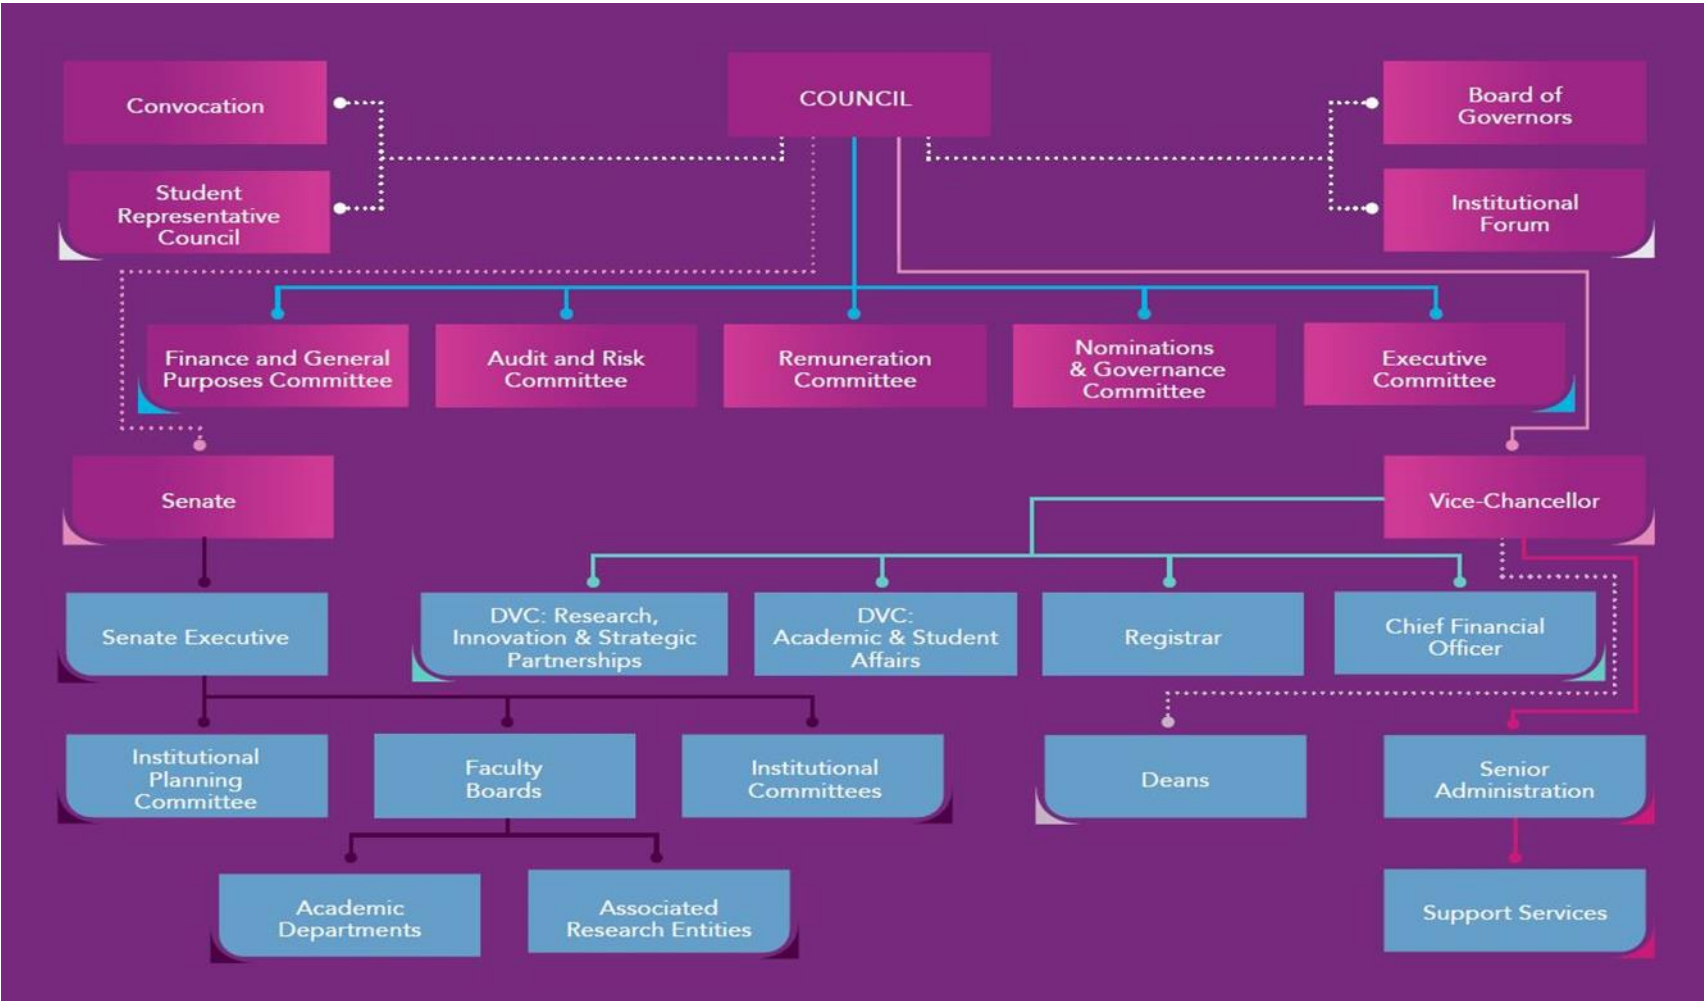 COUNCIL
Convocation
Board of
Governors
Student
Representative
Council
Institutional
Forum
Finance and General
Purposes Committee
Audit and Risk
Committee
Remuneration
Committee
Nominations
& Governance
Committee
Executive
Committee
Senate
Vice-Chancellor
Senate Executive
DVC: Research,
Innovation & Strategic
Partnerships
DVC:
Academic & Student
Affairs
Registrar
Chief Financial
Officer
Institutional
Planning
Committee
Faculty
Boards
Institutional
Committees
Deans
Senior
Administration
Academic
Departments
Associated
Research Entities
Support Services